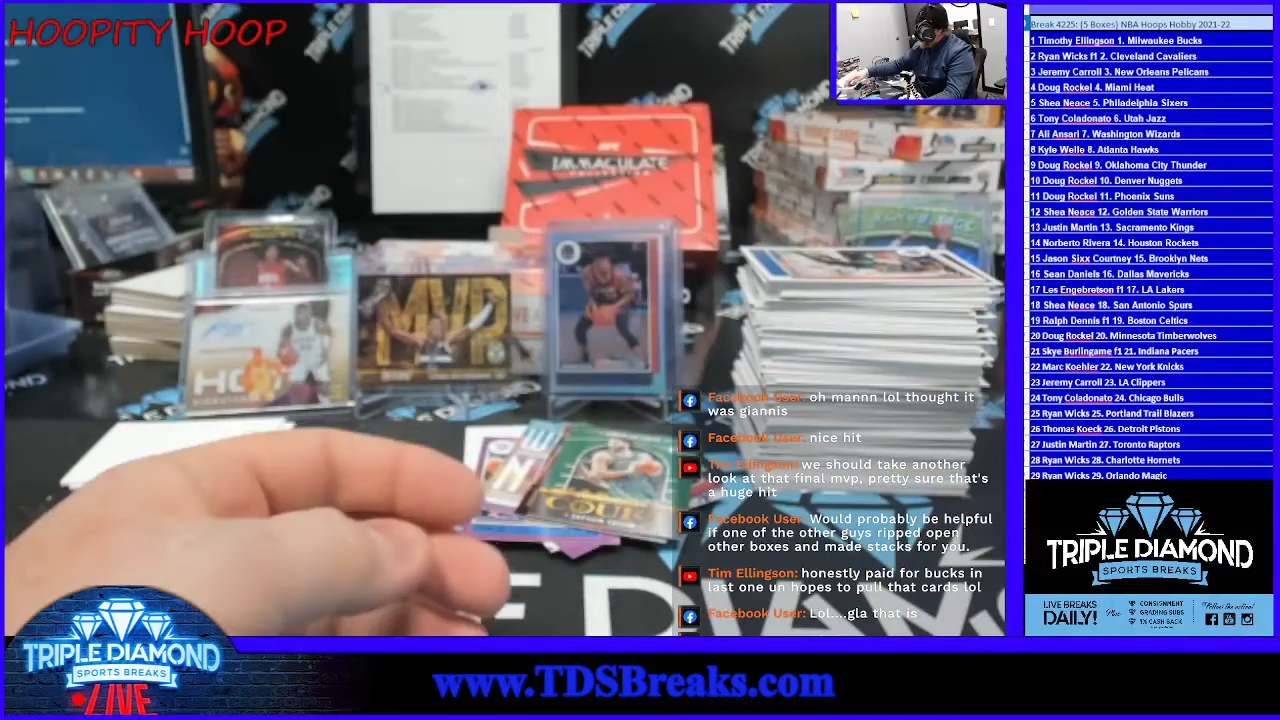 HOOPITY HOOP
IMMACULATE
COLLECTION
MVP
HOT
Facebook User: oh mannn lol thought it
was giannis
Facebook User: nice hit
Tim Ellingson: we should take another
look at that final mvp, pretty sure that's
a huge hit
Facebook User: Would probably be helpful
if one of the other guys ripped open
other boxes and made stacks for you.
Tim Ellingson: honestly paid for bucks in
last one un hopes to pull that cards lol
Facebook User: Lol....gla that is
Break 4225: (5 Boxes) NBA Hoops Hobby 2021-22
1 Timothy Ellingson 1. Milwaukee Bucks
2 Ryan Wicks f1 2. Cleveland Cavaliers
3 Jeremy Carroll 3. New Orleans Pelicans
4 Doug Rockel 4. Miami Heat
5 Shea Neace 5. Philadelphia Sixers
6 Tony Coladonato 6. Utah Jazz
7 Ali Ansari 7. Washington Wizards
8 Kyle Welle 8. Atlanta Hawks
9 Doug Rockel 9. Oklahoma City Thunder
10 Doug Rockel 10. Denver Nuggets
11 Doug Rockel 11. Phoenix Suns
12 Shea Neace 12. Golden State Warriors
13 Justin Martin 13. Sacramento Kings
14 Norberto Rivera 14. Houston Rockets
15 Jason Sixx Courtney 15. Brooklyn Nets
16 Sean Daniels 16. Dallas Mavericks
17 Les Engebretson f1 17. LA Lakers
18 Shea Neace 18. San Antonio Spurs
19 Ralph Dennis f1 19. Boston Celtics
20 Doug Rockel 20. Minnesota Timberwolves
21 Skye Burlingame f1 21. Indiana Pacers
22 Marc Koehler 22. New York Knicks
23 Jeremy Carroll 23. LA Clippers
24 Tony Coladonato 24. Chicago Bulls
25 Ryan Wicks 25. Portland Trail Blazers
26 Thomas Koeck 26. Detroit Pistons
27 Justin Martin 27. Toronto Raptors
28 Ryan Wicks 28. Charlotte Hornets
29 Ryan Wicks 29. Orlando Magic
TRIPLE DIAMOND
SPORTS BREAKS
LIVE BREAKS
DAILY!
Plus
CONSIGNMENT
GRADING SUBS
1% CASH BACK
Follow the action!
TRIPLE DIAMOND
SPORTS BREAKS
LIVE
www.TDSBreaks.com